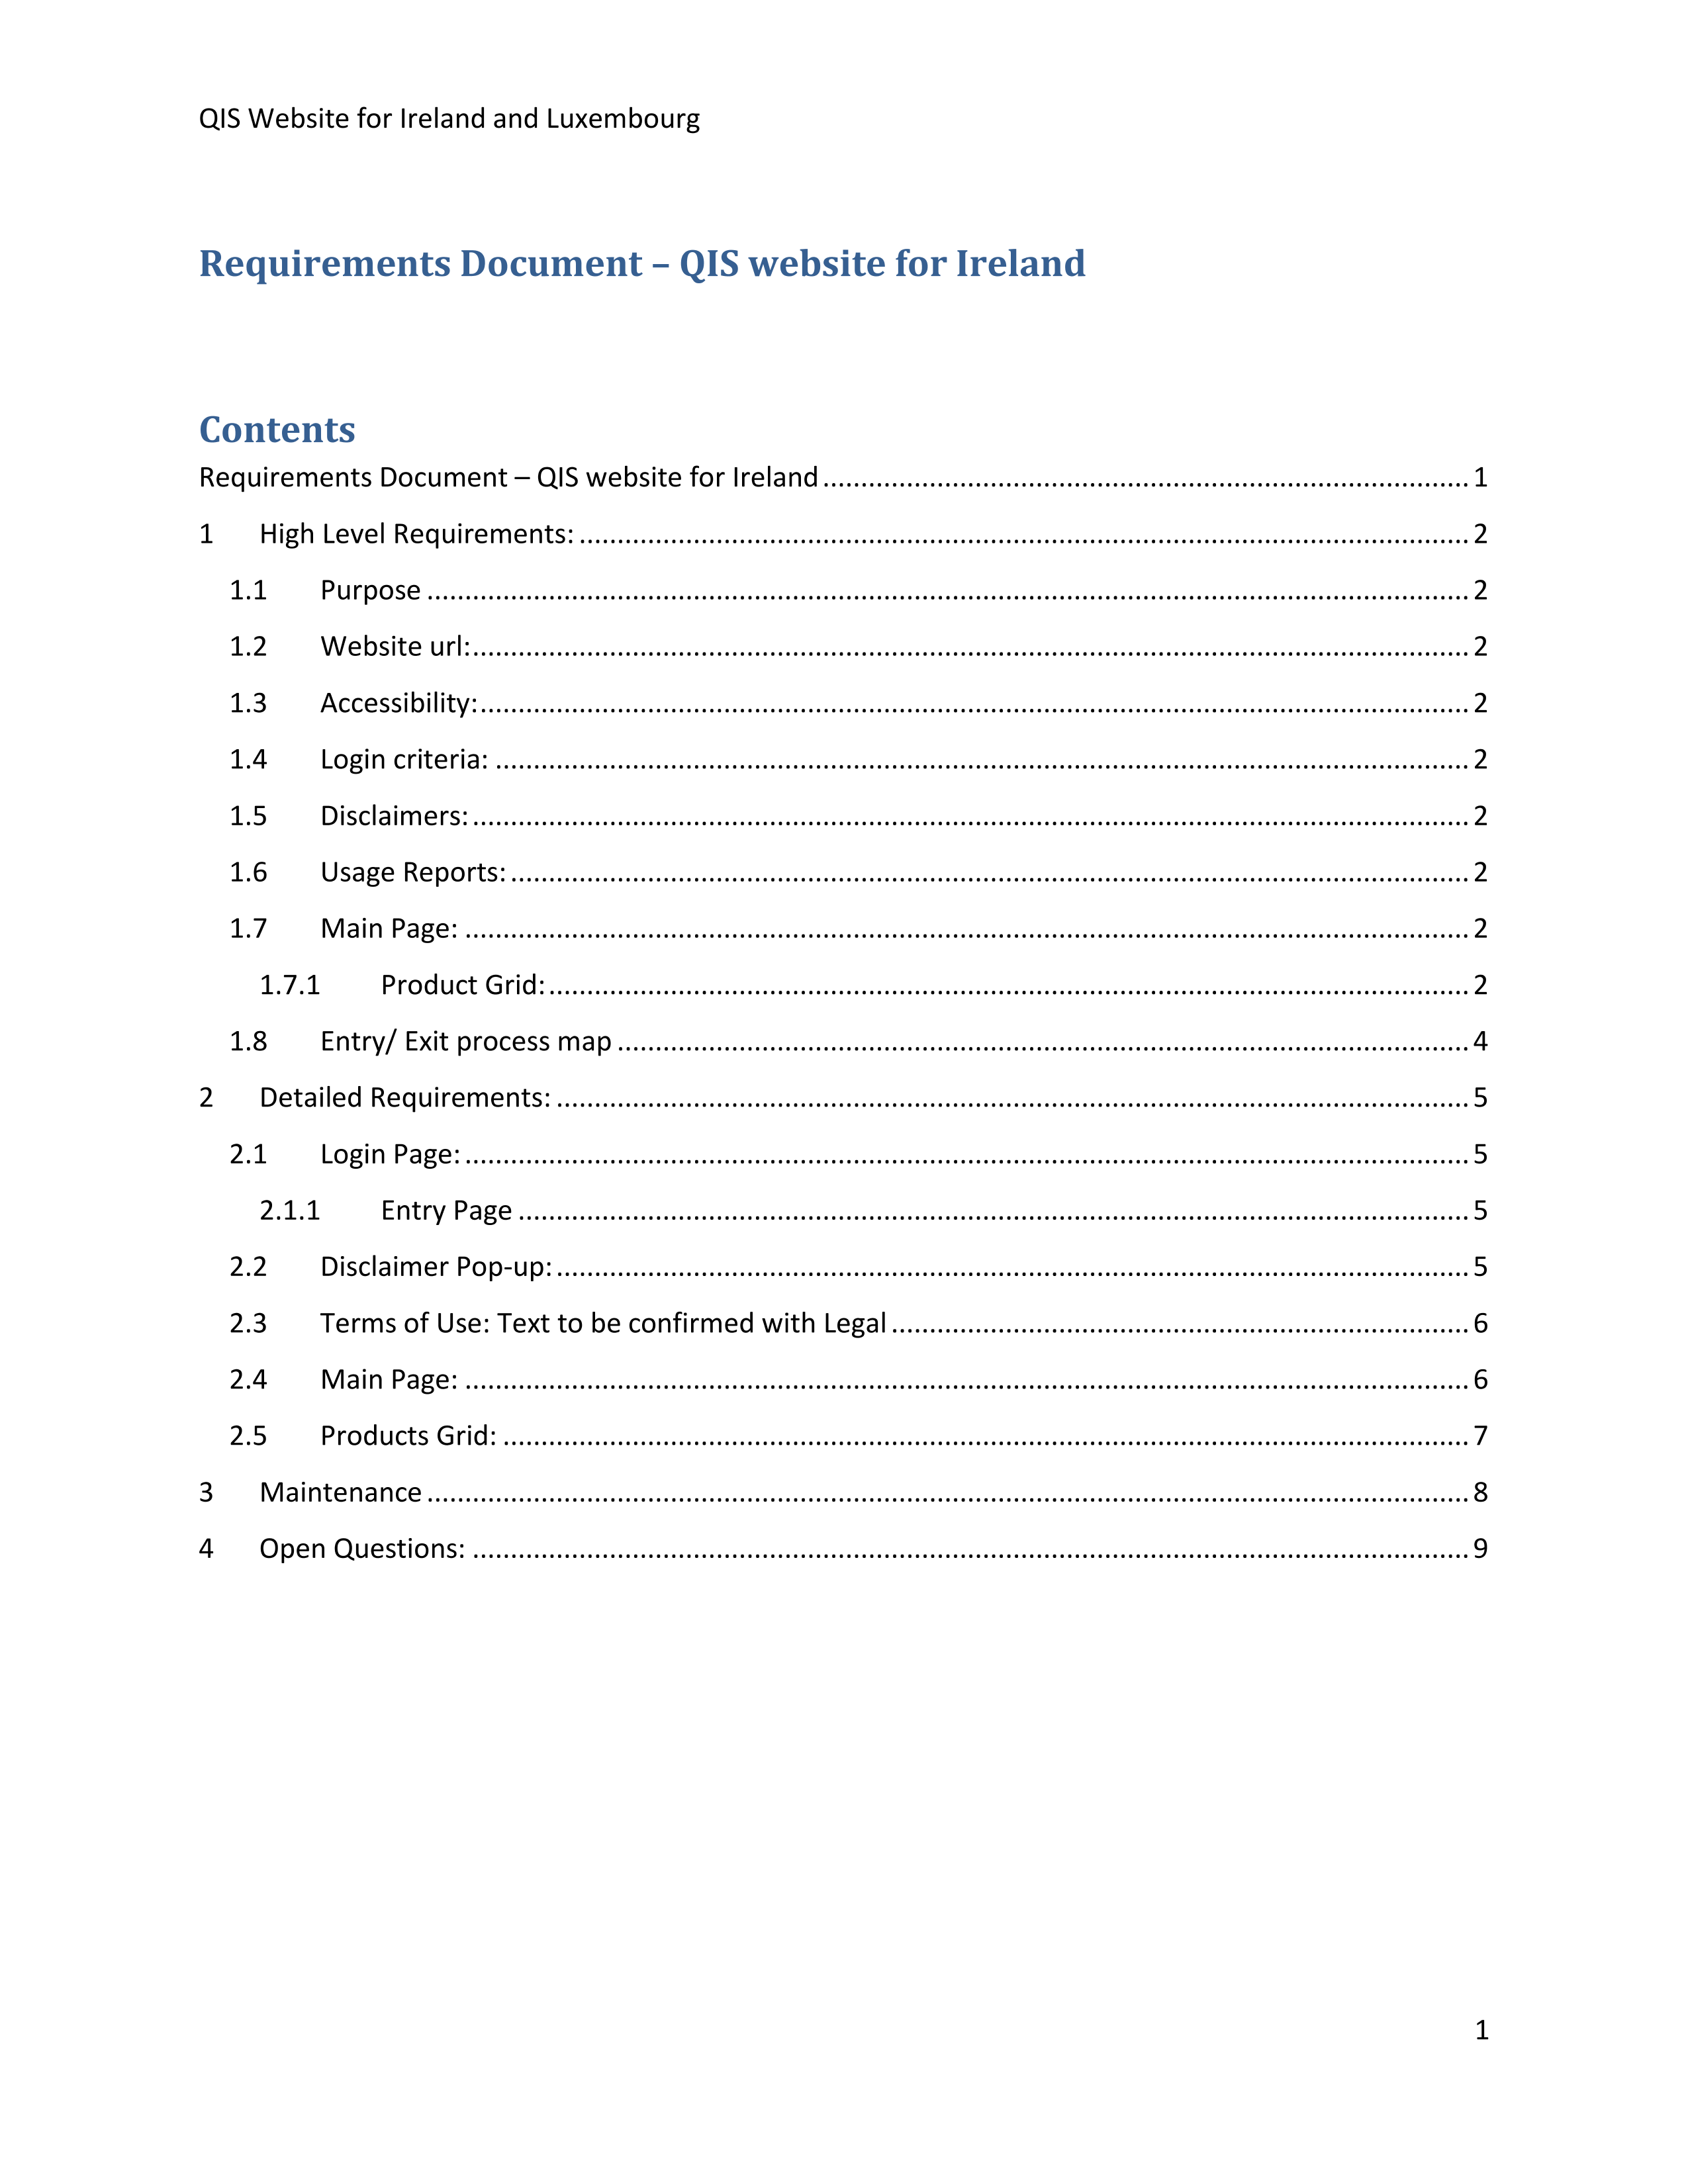 QIS Website for Ireland and Luxembourg
Requirements Document – QIS website for Ireland
Contents
Requirements Document – QIS website for Ireland 1
1 High Level Requirements: 2
1.1 Purpose 2
1.2 Website url: 2
1.3 Accessibility: 2
1.4 Login criteria: 2
1.5 Disclaimers: 2
1.6 Usage Reports: 2
1.7 Main Page: 2
1.7.1 Product Grid: 2
1.8 Entry/ Exit process map 4
2 Detailed Requirements: 5
2.1 Login Page: 5
2.1.1 Entry Page 5
2.2 Disclaimer Pop-up: 5
2.3 Terms of Use: Text to be confirmed with Legal 6
2.4 Main Page: 6
2.5 Products Grid: 7
3 Maintenance 8
4 Open Questions: 9
1